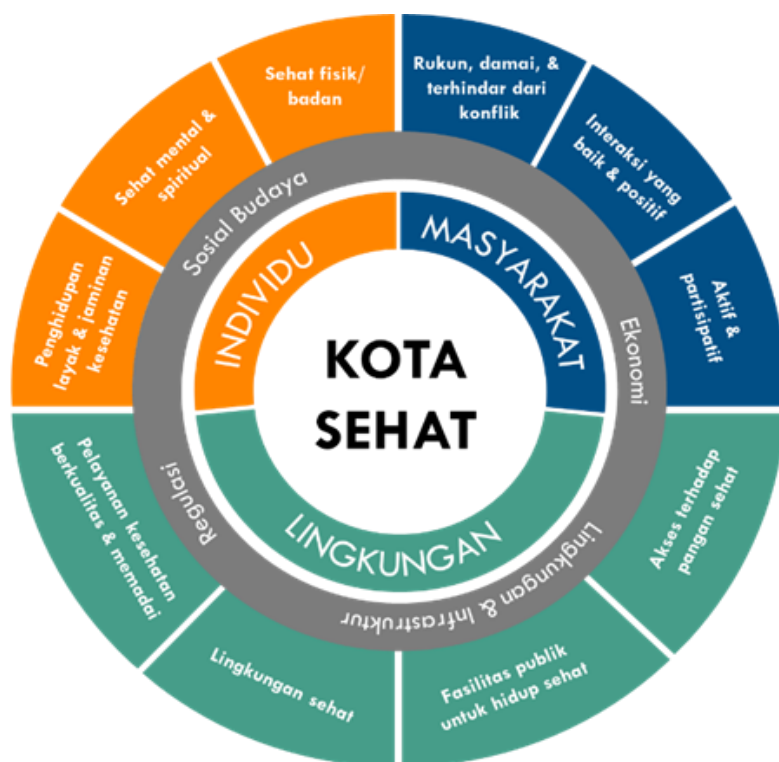 Sehat fisik/
badan
Rukun, damai, &
terhindar dari
konflik
Interaksi yang
baik & positif
Aktif &
partisipatif
Akses terhadap
pangan sehat
Fasilitas publik
untuk hidup sehat
Lingkungan sehat
Pelayanan kesehatan
berkualitas & memadai
Penghidupan
layak & jaminan
kesehatan
Sehat mental &
spiritual
Sosial Budaya
Ekonomi
Lingkungan & Infrastruktur
Regulasi
INDIVIDU
MASYARAKAT
LINGKUNGAN
KOTA
SEHAT